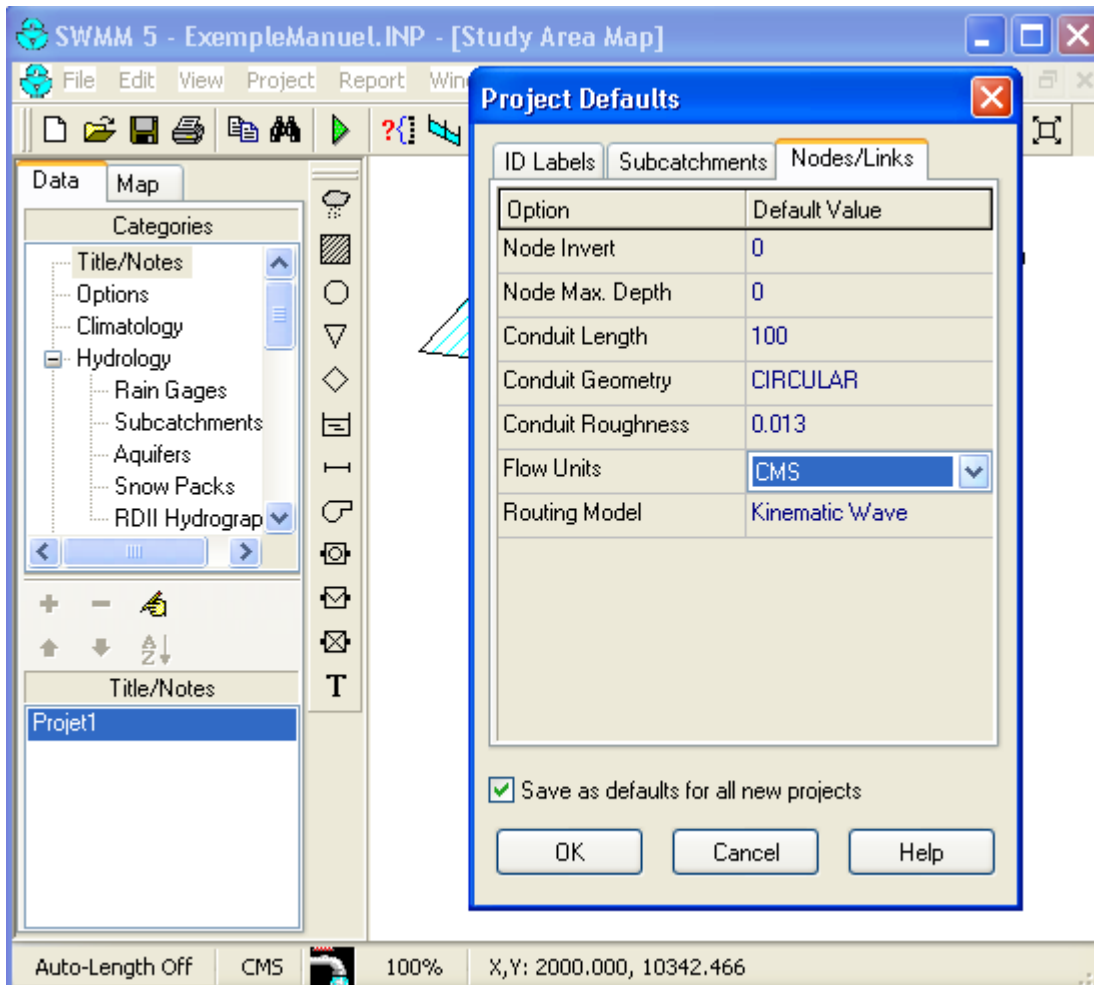 SWMM 5 - ExempleManuel.INP - [Study Area Map]
File Edit View Project Report
Project Defaults
?{}
Data Map
Categories
Title/Notes
Options
Climatology
Hydrology
Rain Gages
Subcatchments
Aquifers
Snow Packs
RDII Hydrograp
A
Z
Title/Notes
Projet1
T
ID Labels Subcatchments Nodes/Links
Option Default Value
Node Invert 0
Node Max. Depth 0
Conduit Length 100
Conduit Geometry CIRCULAR
Conduit Roughness 0.013
Flow Units CMS
Routing Model Kinematic Wave
Save as defaults for all new projects
OK Cancel Help
Auto-Length Off CMS 100% X,Y: 2000.000, 10342.466